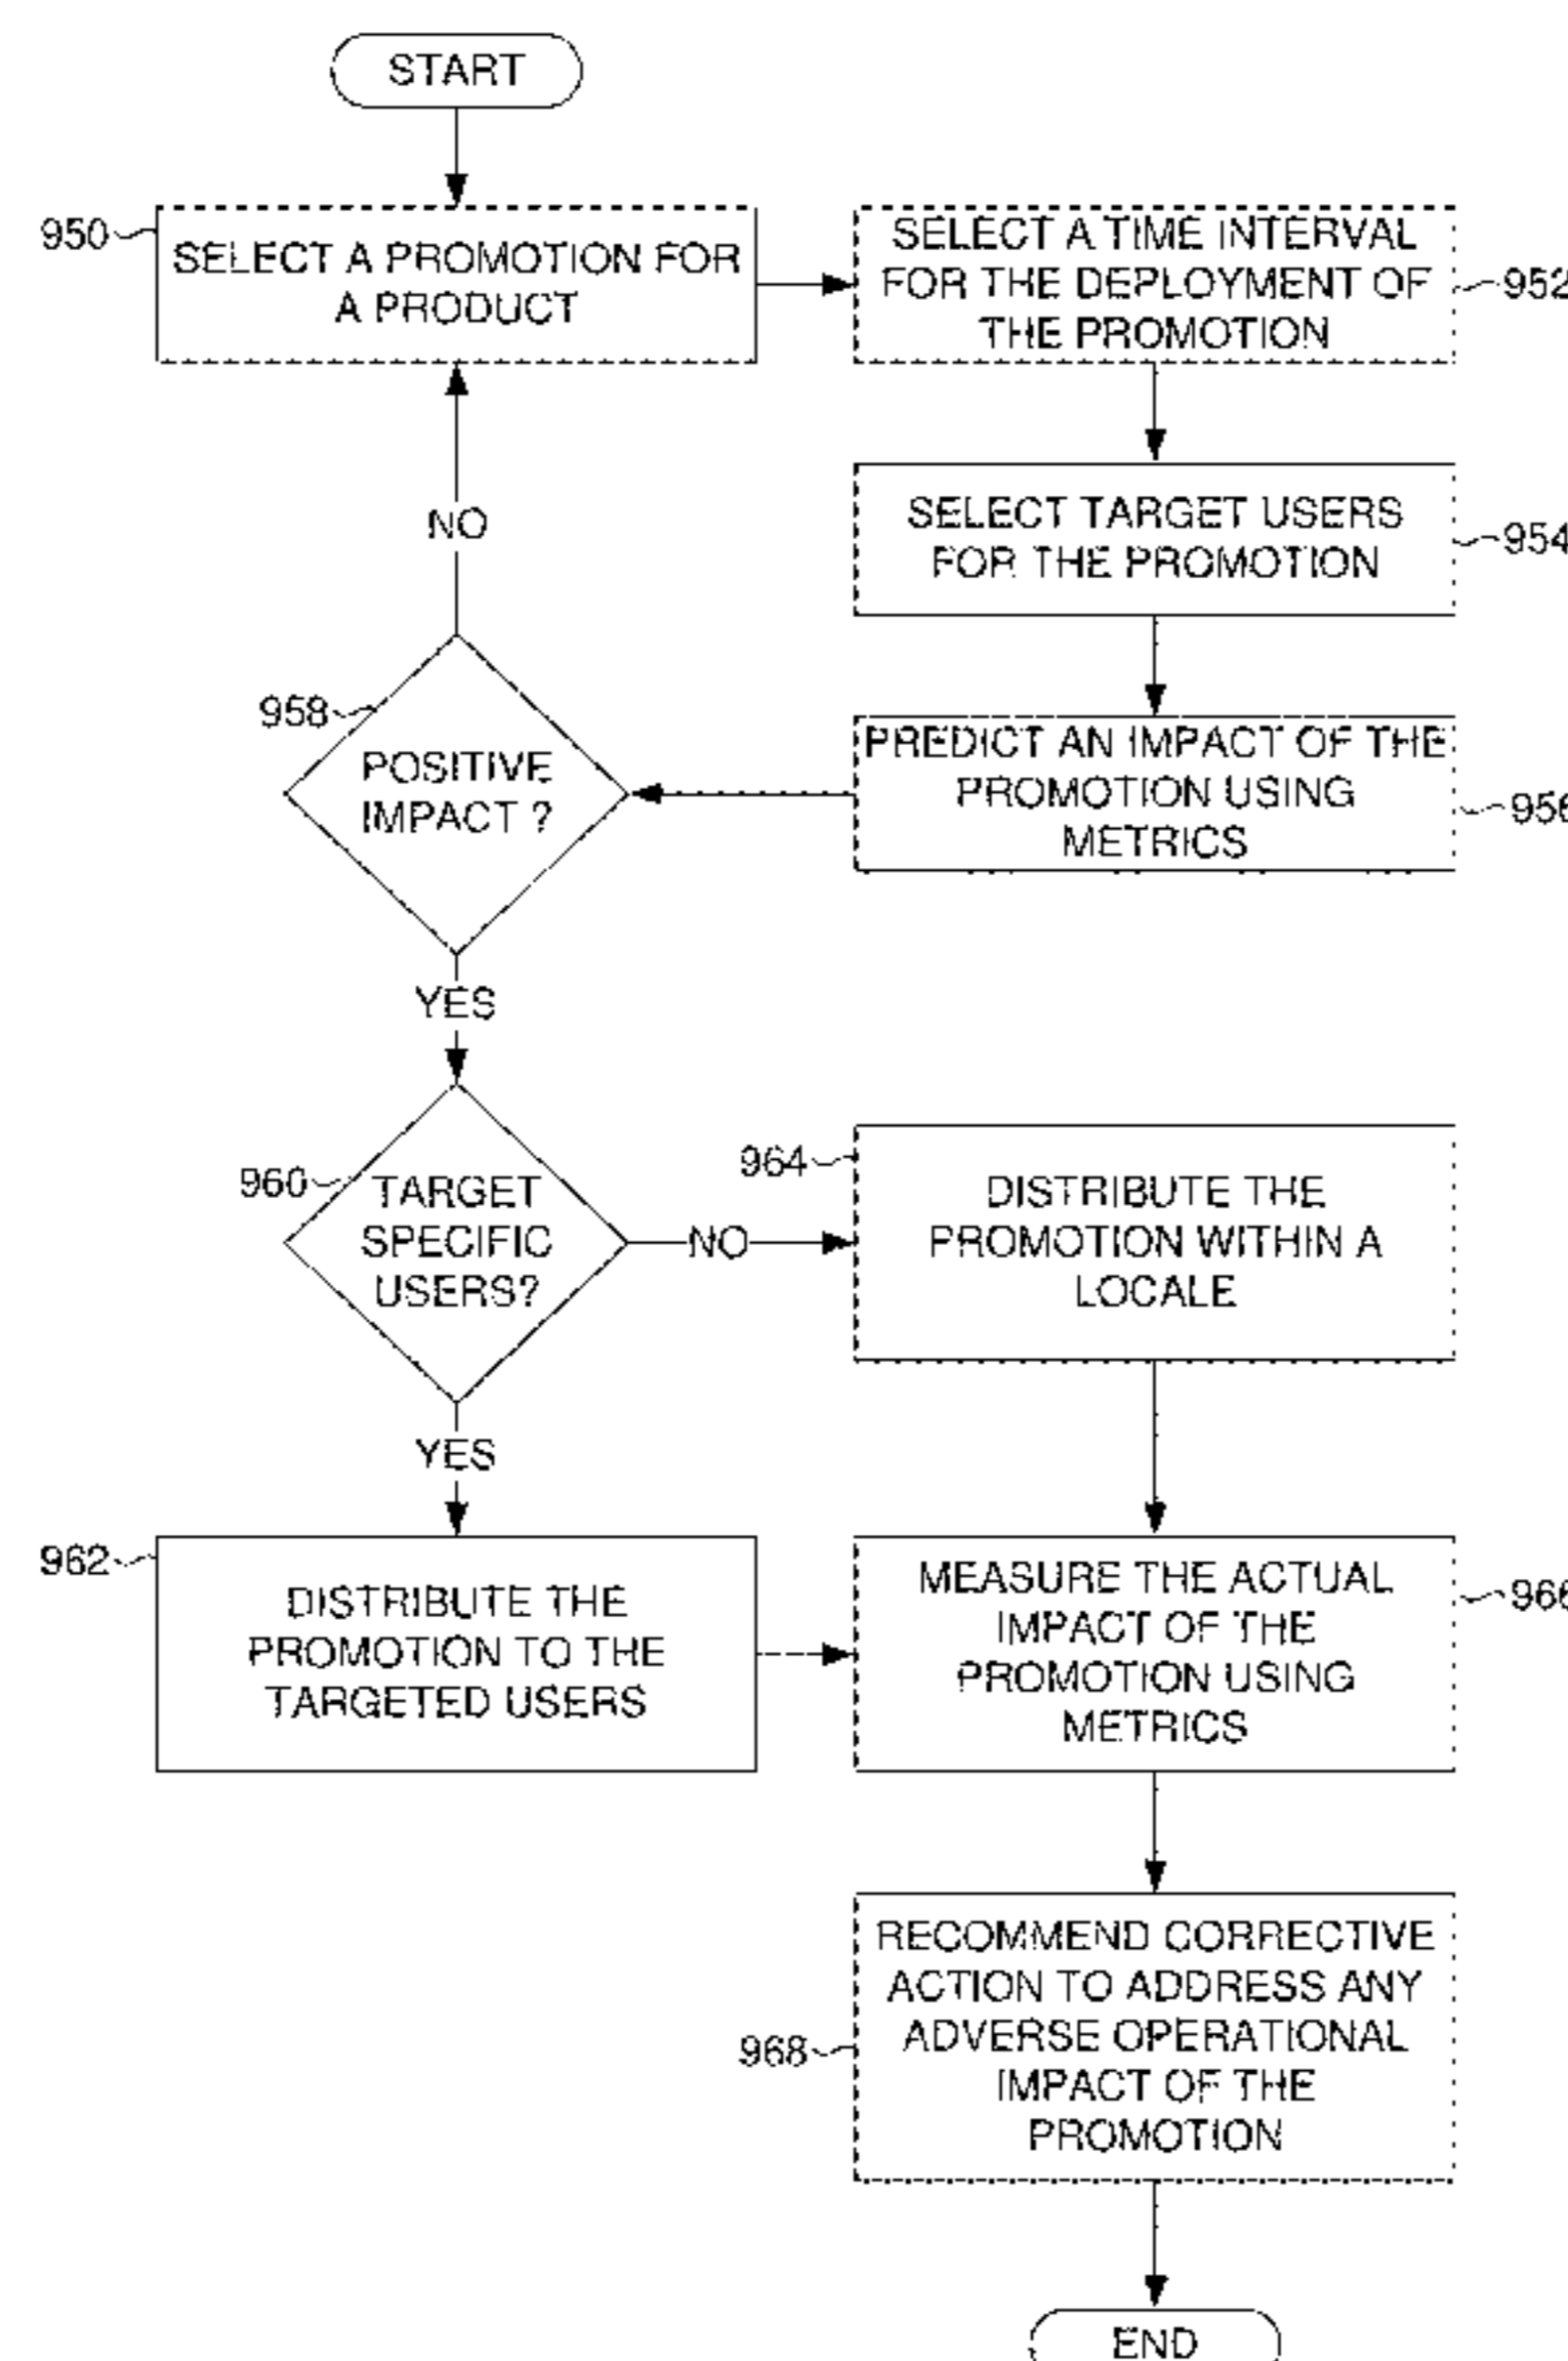 START
950
SELECT A PROMOTION FOR
A PRODUCT
SELECT A TIME INTERVAL
FOR THE DEPLOYMENT OF
THE PROMOTION
952
NO
SELECT TARGET USERS
FOR THE PROMOTION
954
958
POSITIVE
IMPACT ?
PREDICT AN IMPACT OF THE
PROMOTION USING
METRICS
956
YES
960
TARGET
SPECIFIC
USERS?
NO
964
DISTRIBUTE THE
PROMOTION WITHIN A
LOCALE
YES
962
DISTRIBUTE THE
PROMOTION TO THE
TARGETED USERS
MEASURE THE ACTUAL
IMPACT OF THE
PROMOTION USING
METRICS
966
968
RECOMMEND CORRECTIVE
ACTION TO ADDRESS ANY
ADVERSE OPERATIONAL
IMPACT OF THE
PROMOTION
END